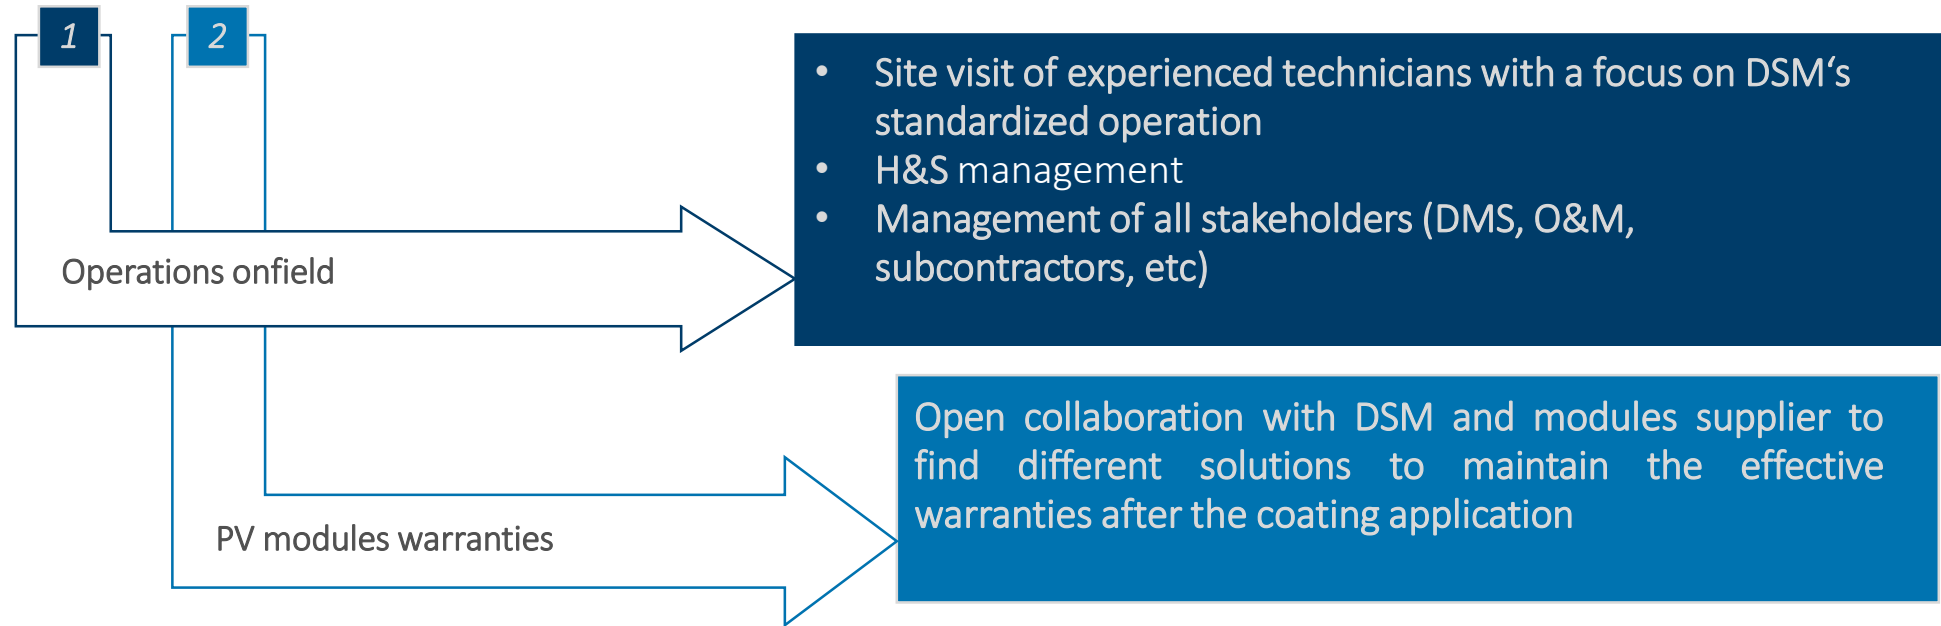 1
2
Operations onfield
• Site visit of experienced technicians with a focus on DSM‘s
standardized operation
• H&S management
• Management of all stakeholders (DMS, O&M,
subcontractors, etc)
PV modules warranties
Open collaboration with DSM and modules supplier to
find different solutions to maintain the effective
warranties after the coating application